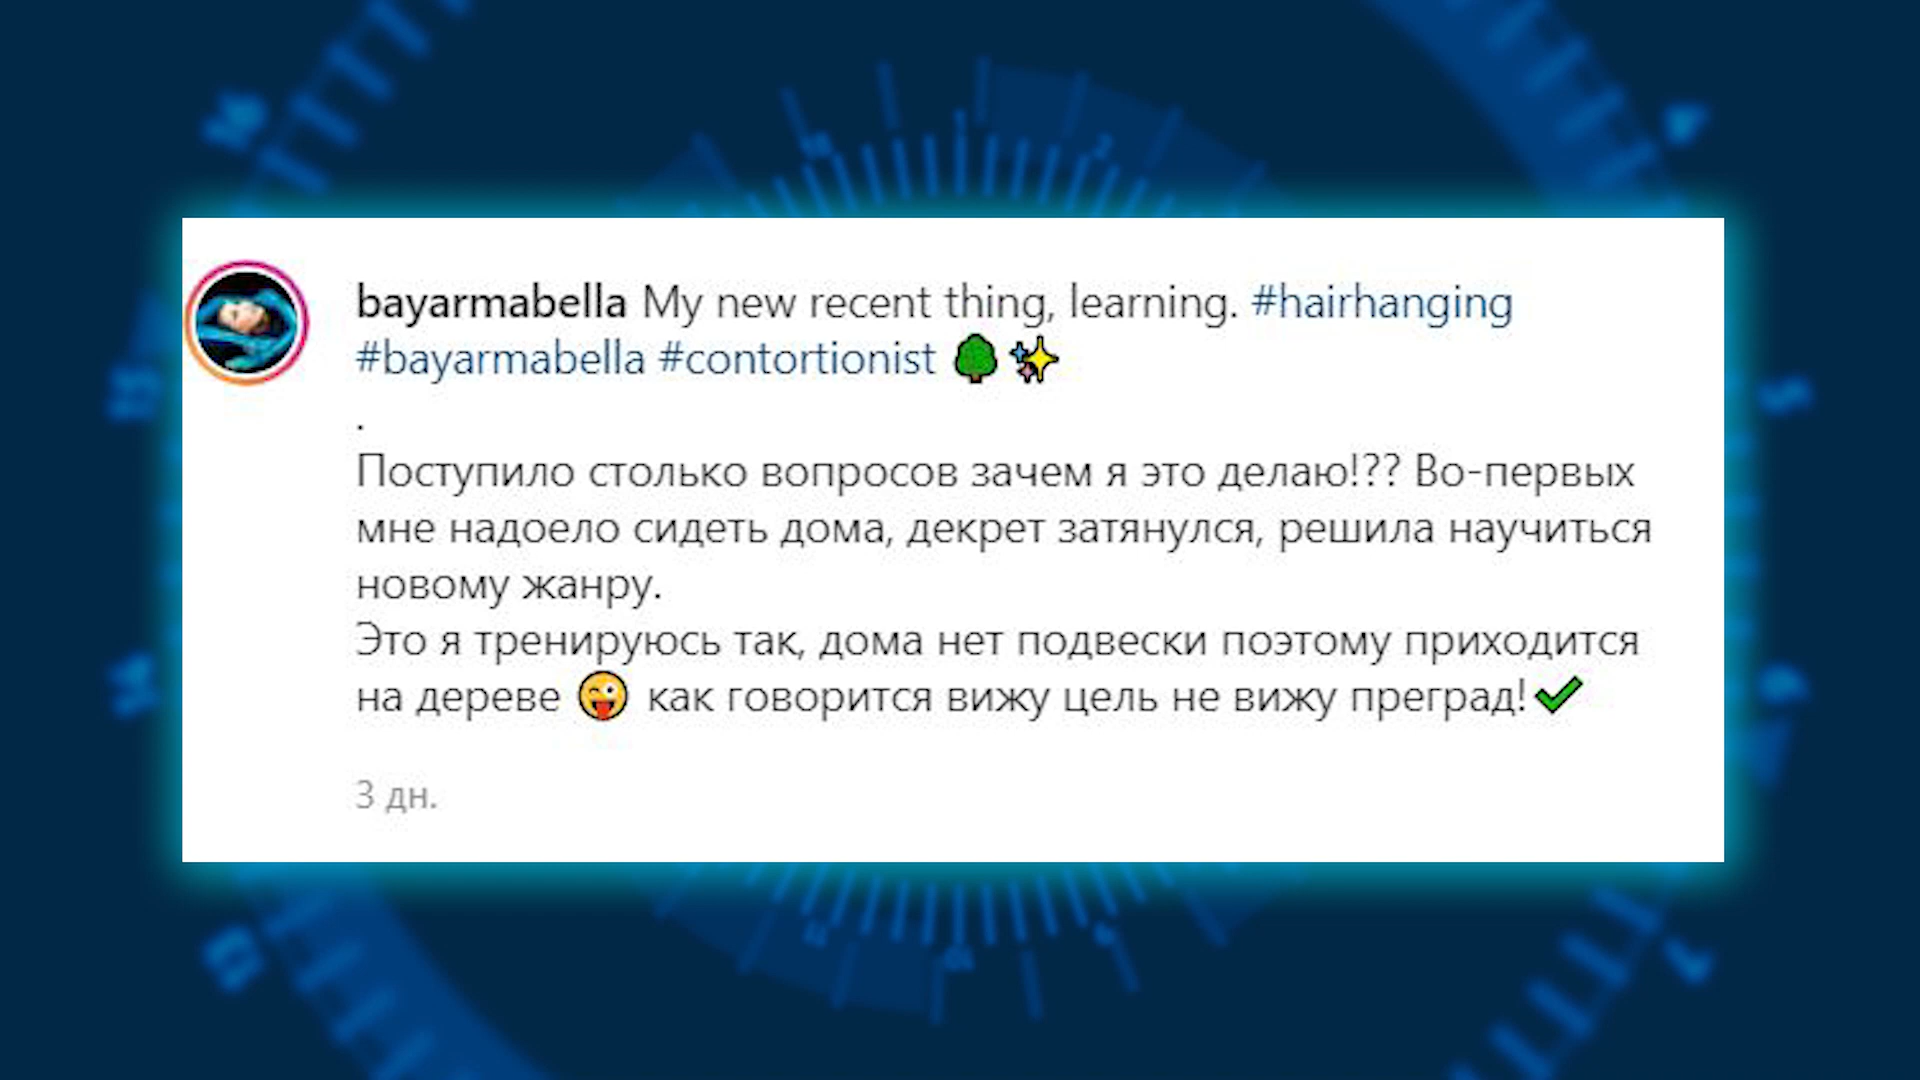 bayarmabella My new recent thing, learning. #hairhanging
#bayarmabella #contortionist 🌳✨
.
Поступило столько вопросов зачем я это делаю!?? Во-первых
мне надоело сидеть дома, декрет затянулся, решила научиться
новому жанру.
Это я тренируюсь так, дома нет подвески поэтому приходится
на дереве 😜 как говорится вижу цель не вижу преград!✔
3 дн.